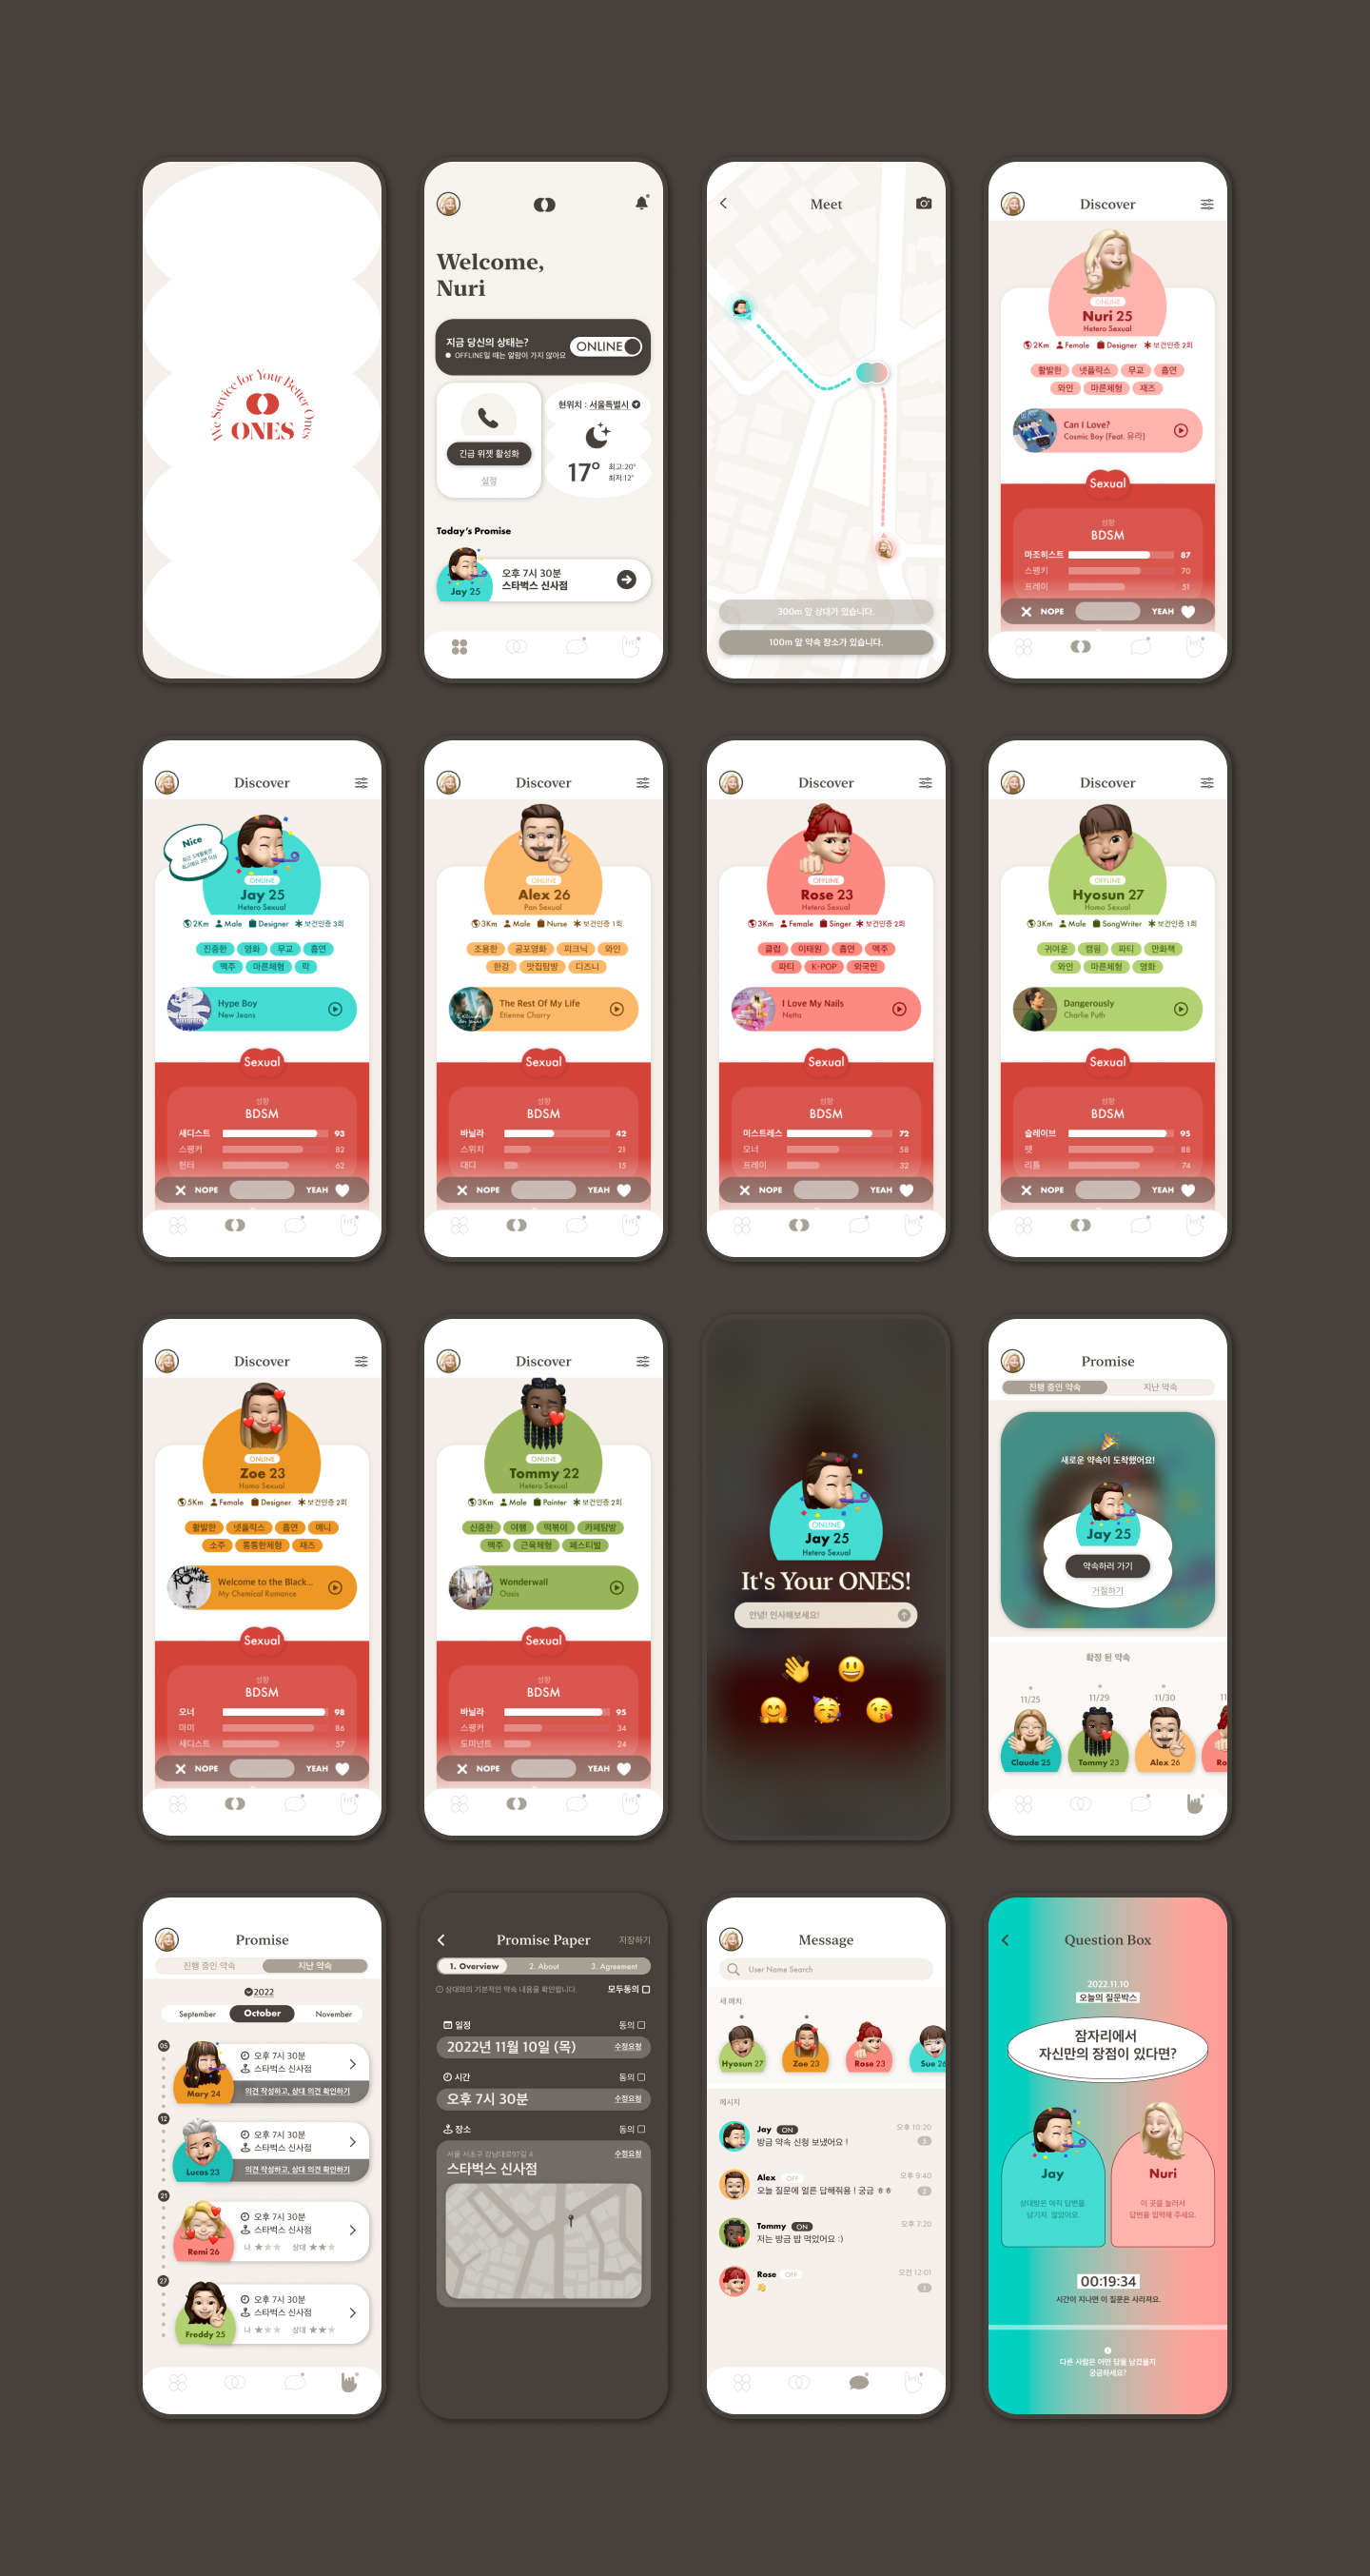 We Service for Your Better Ones
ONES
Welcome,
Nuri
지금 당신의 상태는?
OFFLINE일 때는 알람이 가지 않아요
ONLINE
긴급 위젯 활성화
설정
현위치 : 서울특별시
17°
최고:20°
최저:12°
Today's Promise
Jay 25
오후 7시 30분
스타벅스 신사점
Meet
300m 앞 상대가 있습니다.
100m 앞 약속 장소가 있습니다.
Discover
ONLINE
Nuri 25
Hetero Sexual
2Km Female Designer 보건인증 2회
활발한 넷플릭스 무교 흡연
와인 마른체형 재즈
Can I Love?
Cosmic Boy (Feat. 유라)
Sexual
성향
BDSM
마조히스트 87
스팽키 70
프레이 51
NOPE YEAH
Discover
Nice
ONLINE
Jay 25
Hetero Sexual
2Km Male Designer 보건인증 3회
진중한 영화 무교 흡연
맥주 마른체형 락
Hype Boy
New Jeans
Sexual
성향
BDSM
새디스트 93
스팽커 82
헌터 62
NOPE YEAH
Discover
ONLINE
Alex 26
Pan Sexual
3Km Male Nurse 보건인증 1회
조용한 공포영화 피크닉 와인
한강 맛집탐방 디즈니
The Rest Of My Life
Etienne Charry
Sexual
성향
BDSM
바닐라 42
스위치 21
대디 15
NOPE YEAH
Discover
OFFLINE
Rose 23
Hetero Sexual
3Km Female Singer 보건인증 2회
클럽 이태원 흡연 맥주
파티 K-POP 외국인
I Love My Nails
Netta
Sexual
성향
BDSM
미스트레스 72
오너 58
프레이 32
NOPE YEAH
Discover
OFFLINE
Hyosun 27
Homo Sexual
3Km Male SongWriter 보건인증 1회
귀여운 캠핑 파티 만화책
와인 마른체형 영화
Dangerously
Charlie Puth
Sexual
성향
BDSM
슬레이브 95
펫 88
리틀 74
NOPE YEAH
Discover
ONLINE
Zoe 23
Homo Sexual
5Km Female Designer 보건인증 2회
활발한 넷플릭스 흡연 매니
소주 통통한체형 재즈
Welcome to the Black...
My Chemical Romance
Sexual
성향
BDSM
오너 98
마미 86
새디스트 57
NOPE YEAH
Discover
ONLINE
Tommy 22
Hetero Sexual
3Km Male Painter 보건인증 2회
신중한 여행 떡볶이 카페탐방
맥주 근육체형 페스티벌
Wonderwall
Oasis
Sexual
성향
BDSM
바닐라 95
스팽커 34
도미넌트 24
NOPE YEAH
ONLINE
Jay 25
Hetero Sexual
It's Your ONES!
안녕! 인사해보세요!
Promise
진행 중인 약속 지난 약속
새로운 약속이 도착했어요!
Jay 25
약속하러 가기
거절하기
확정 된 약속
11/25 11/29 11/30 11
Claude 25 Tommy 23 Alex 26 Ro
Promise
진행 중인 약속 지난 약속
2022
September October November
05
오후 7시 30분
스타벅스 신사점
Mary 24
의견 작성하고, 상대 의견 확인하기
12
오후 7시 30분
스타벅스 신사점
Lucas 23
의견 작성하고, 상대 의견 확인하기
21
오후 7시 30분
스타벅스 신사점
Remi 26
나 ★★★ 상대 ★★★
27
오후 7시 30분
스타벅스 신사점
Freddy 25
나 ★★★ 상대 ★★★
Promise Paper 저장하기
1. Overview 2. About 3. Agreement
상대와의 기본적인 약속 내용을 확인합니다. 모두동의
일정 동의
2022년 11월 10일 (목) 수정요청
시간 동의
오후 7시 30분 수정요청
장소 동의
서울 서초구 강남대로97길 4 수정요청
스타벅스 신사점
Message
User Name Search
새 매치
Hyosun 27 Zoe 23 Rose 23 Sue 26
메시지
Jay ON 오후 10:20
방금 약속 신청 보냈어요 ! 3
Alex OFF 오후 9:40
오늘 질문에 얼른 답해줘용 ! 궁금 ㅎㅎ 2
Tommy ON 오후 7:20
저는 방금 밥 먹었어요 :)
Rose OFF 오전 12:01
1
Question Box
2022.11.10
오늘의 질문박스
잠자리에서
자신만의 장점이 있다면?
Jay
상대방은 아직 답변을
남기지 않았어요.
Nuri
이 곳을 눌러서
답변을 입력해 주세요.
00:19:34
시간이 지나면 이 질문은 사라져요.
다른 사람은 어떤 답을 남겼을지
궁금하세요?